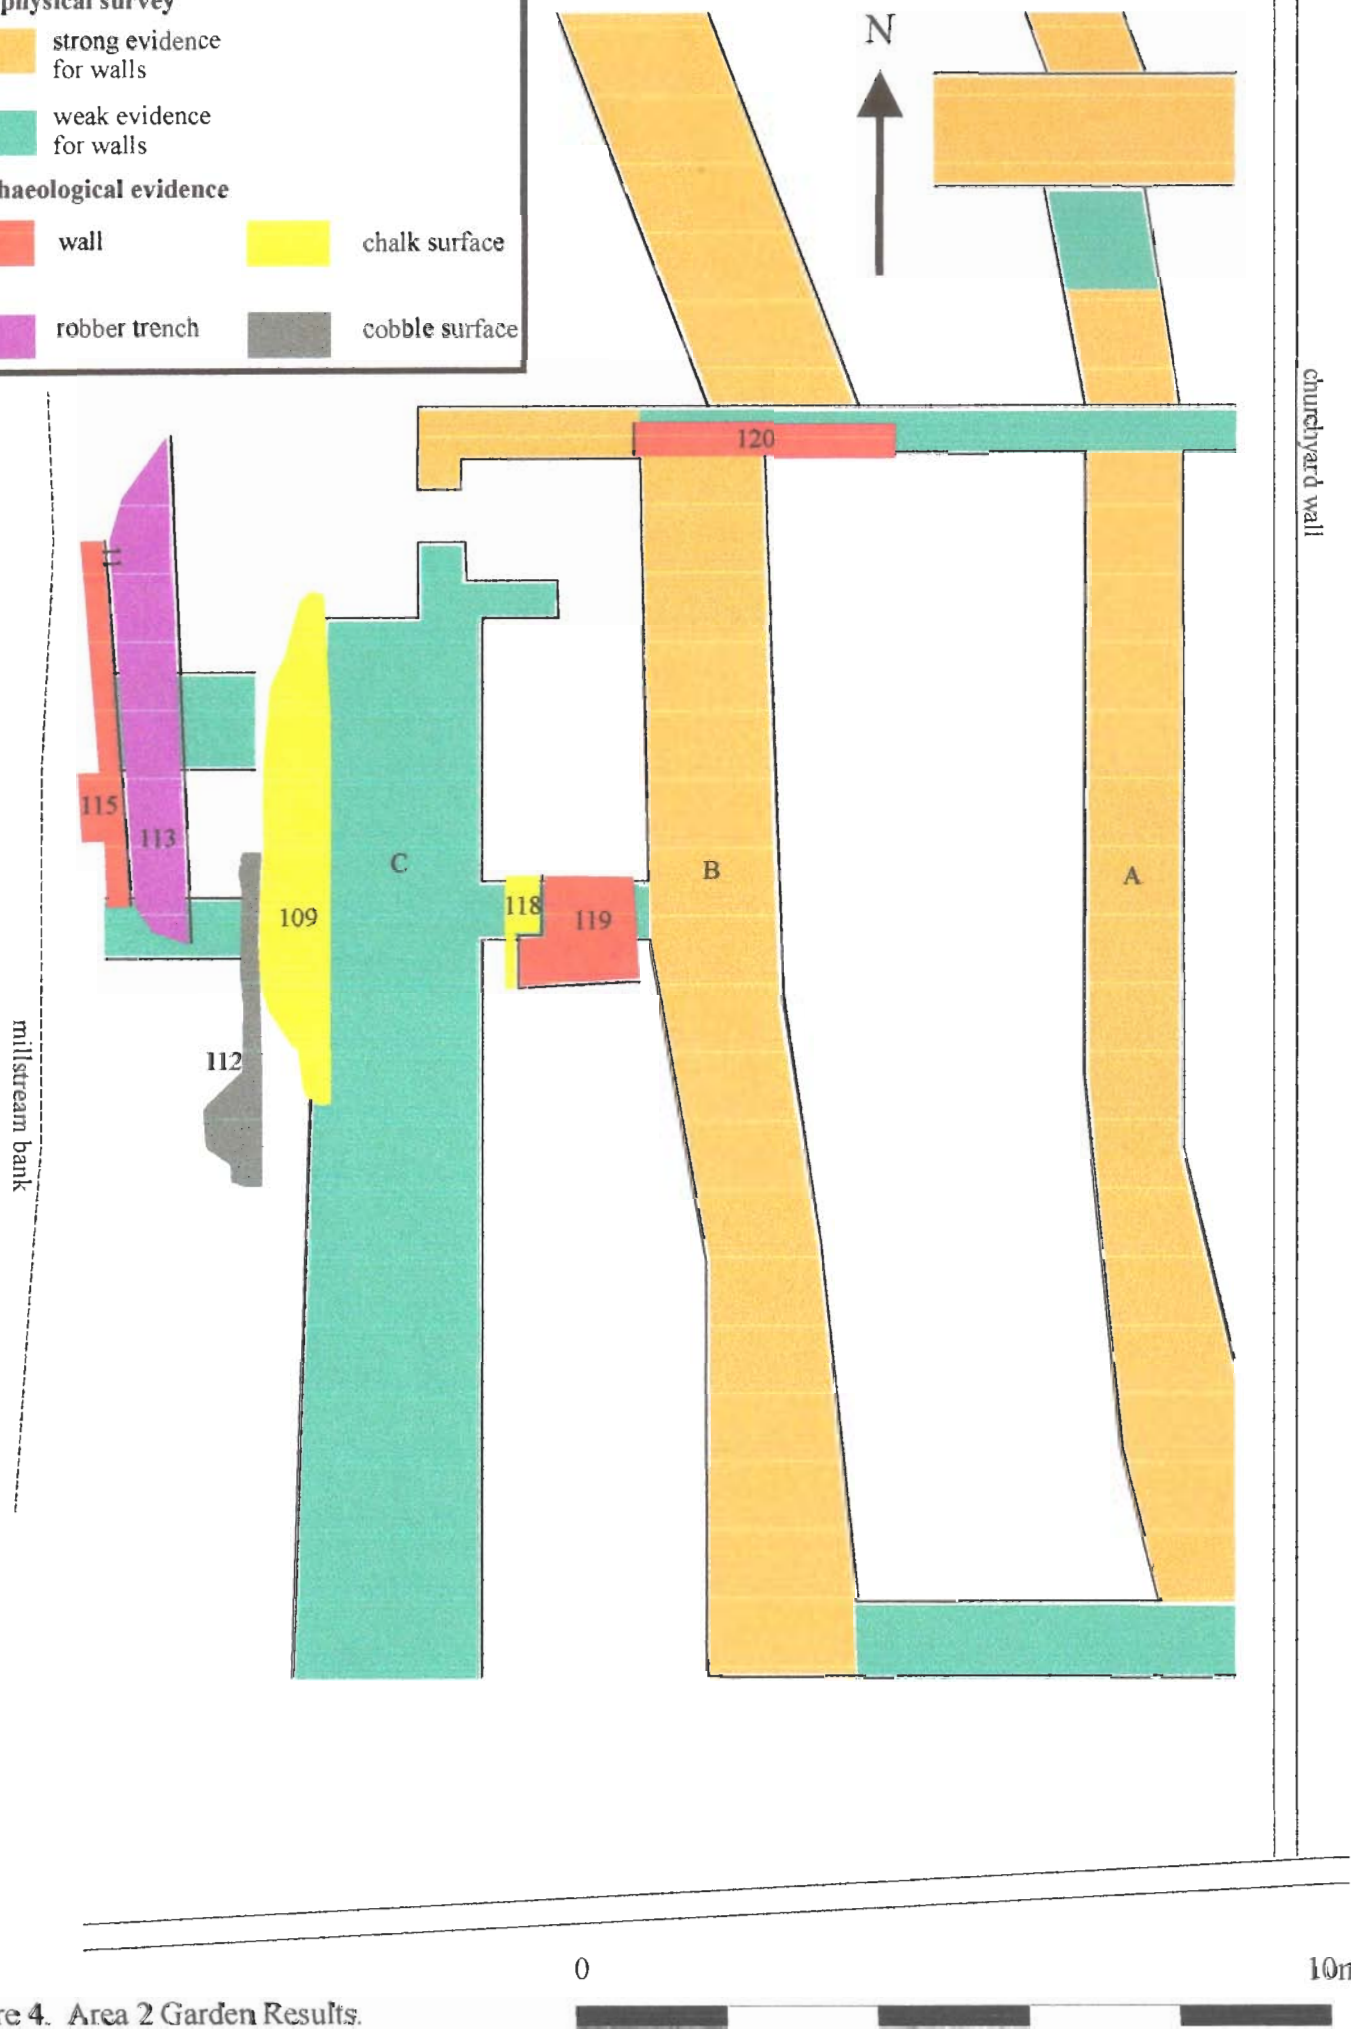 physical survey
strong evidence
for walls
weak evidence
for walls
haeological evidence
wall
chalk surface
robber trench
cobble surface
N
churchyard wall
120
11
115
113
C
B
A
109
118
119
112
millstream bank
0
10m
re 4. Area 2 Garden Results.